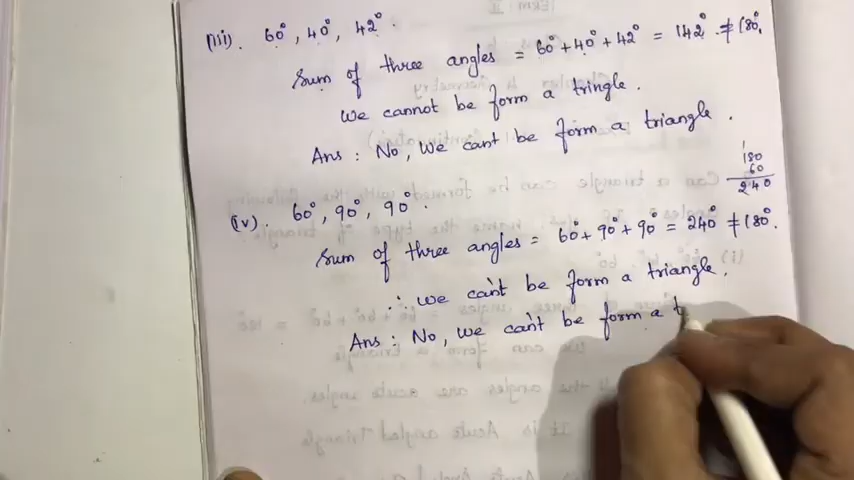 (iii). 60°, 40°, 42°.
Sum of three angles = 60° + 40° + 42° = 142° ≠ 180°.
We cannot be form a tringle.
Ans : No, We cant be form a triangle.
180
60
240
(iv). 60°, 90°, 90°.
Sum of three angles = 60° + 90° + 90° = 240° ≠ 180°.
∴ We can't be form a triangle.
Ans : No, We can't be form a t